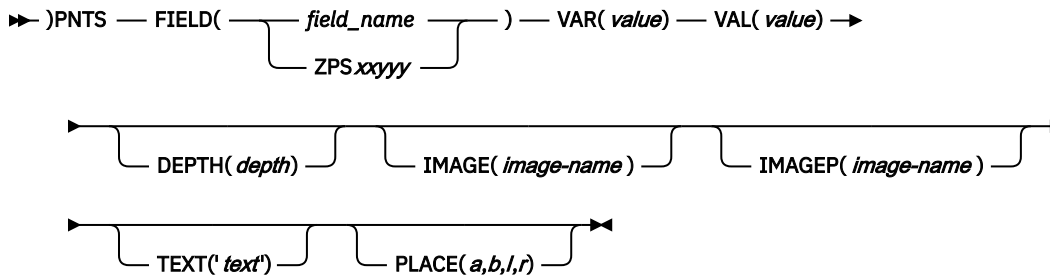 )PNTS FIELD( field_name ) VAR( value) VAL( value)
ZPSxxyyy
DEPTH( depth) IMAGE( image-name ) IMAGEP( image-name )
TEXT(' text') PLACE( a,b,l,r)